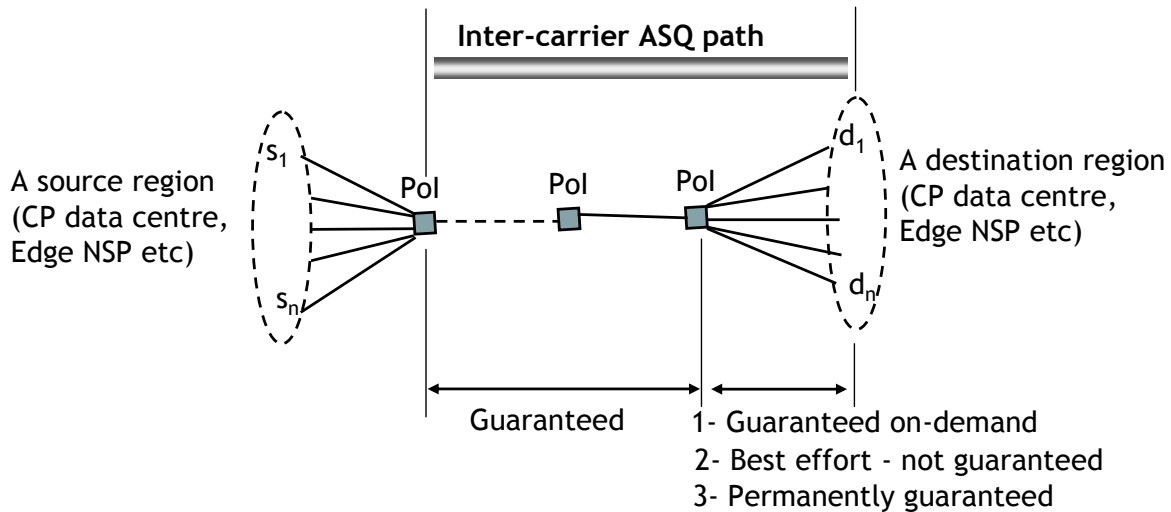 Inter-carrier ASQ path
A source region
(CP data centre,
Edge NSP etc)
s1
sn
PoI
PoI
PoI
d1
dn
A destination region
(CP data centre,
Edge NSP etc)
Guaranteed
1- Guaranteed on-demand
2- Best effort - not guaranteed
3- Permanently guaranteed